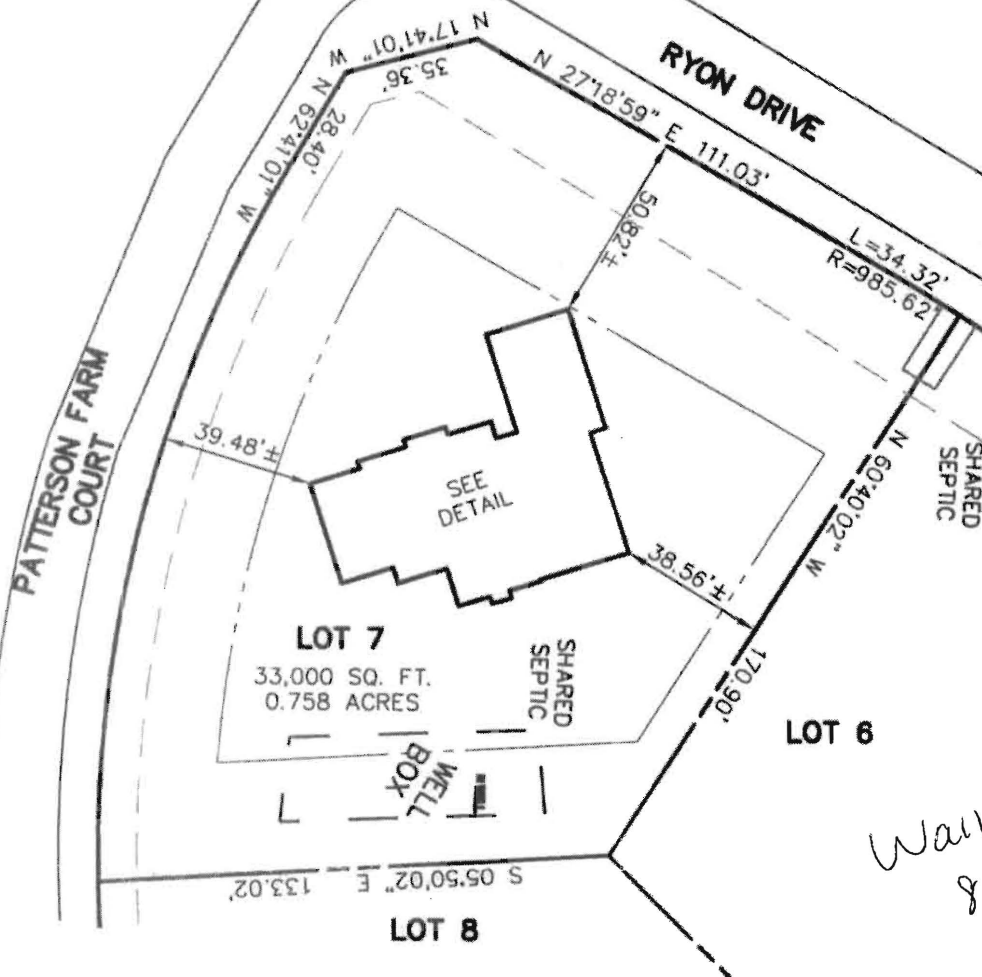 N 17°41'01" W
35.36'
N 62°41'01" W
28.40'
N 27°18'59" E 111.03'
RYON DRIVE
L=34.32'
R=985.62'
50.82'±
39.48'±
SEE
DETAIL
38.56'±
N 60°40'02" W
170.90'
SHARED
SEPTIC
PATTERSON FARM
COURT
LOT 7
33,000 SQ. FT.
0.758 ACRES
SHARED
SEPTIC
WELL
BOX
LOT 6
S 05°50'02" E 133.02'
LOT 8
8